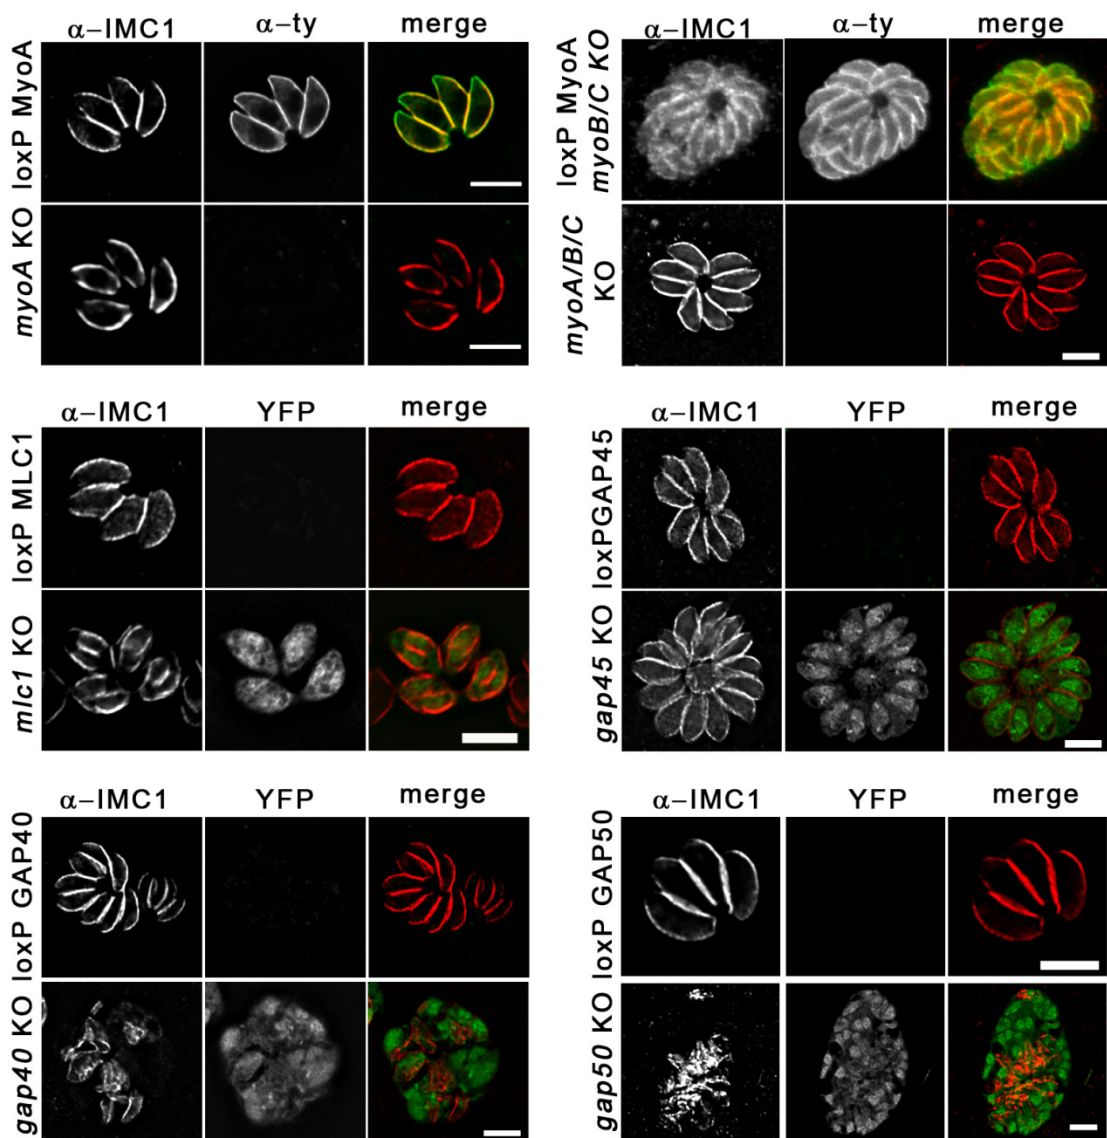 α-IMC1 α-ty merge
loxP MyoA
myoA KO
α-IMC1 α-ty merge
loxP MyoA
myoB/C KO
myoA/B/C
KO
α-IMC1 YFP merge
loxP MLC1
mlc1 KO
α-IMC1 YFP merge
loxPGAP45
gap45 KO
α-IMC1 YFP merge
loxP GAP40
gap40 KO
α-IMC1 YFP merge
loxP GAP50
gap50 KO